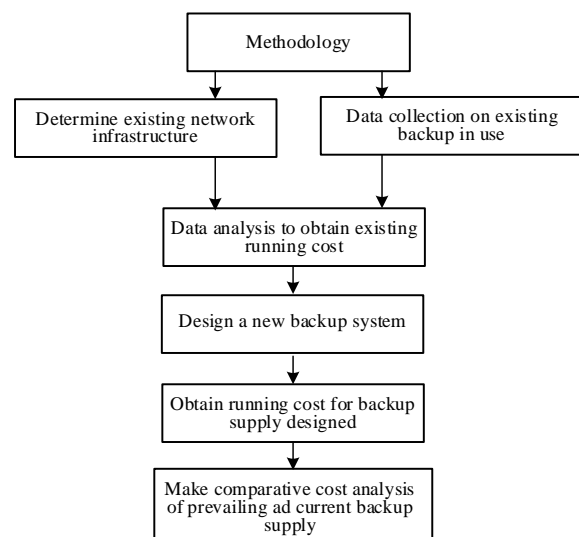 Methodology
Determine existing network
infrastructure
Data collection on existing
backup in use
Data analysis to obtain existing
running cost
Design a new backup system
Obtain running cost for backup
supply designed
Make comparative cost analysis
of prevailing ad current backup
supply